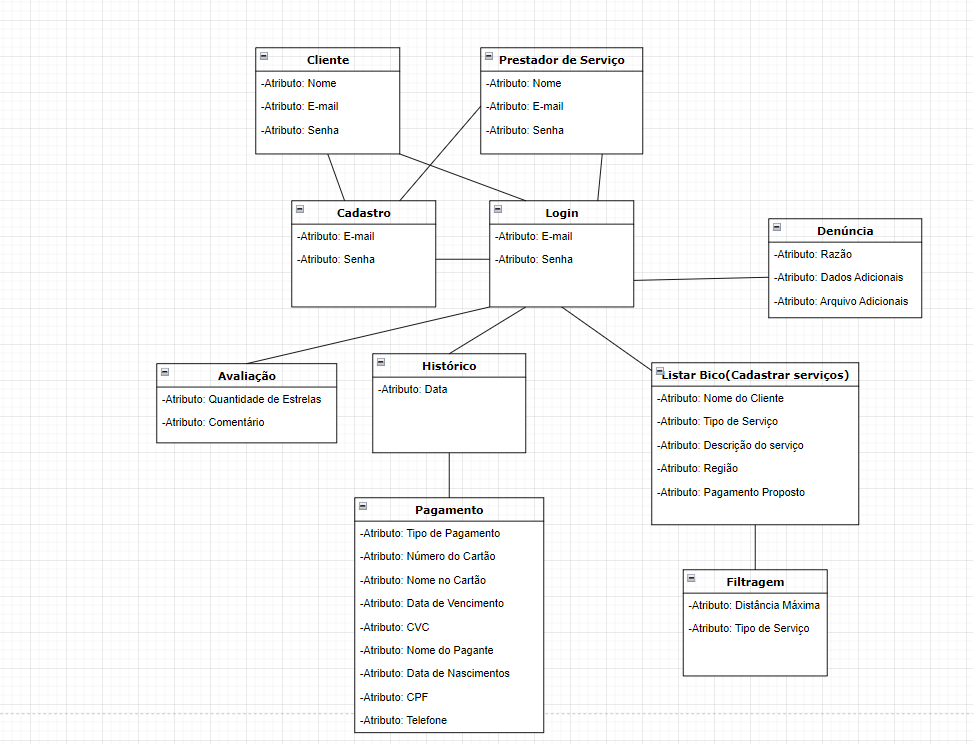 Cliente
-Atributo: Nome
-Atributo: E-mail
-Atributo: Senha
Prestador de Serviço
-Atributo: Nome
-Atributo: E-mail
-Atributo: Senha
Cadastro
-Atributo: E-mail
-Atributo: Senha
Login
-Atributo: E-mail
-Atributo: Senha
Denúncia
-Atributo: Razão
-Atributo: Dados Adicionais
-Atributo: Arquivo Adicionais
Avaliação
-Atributo: Quantidade de Estrelas
-Atributo: Comentário
Histórico
-Atributo: Data
Listar Bico(Cadastrar serviços)
-Atributo: Nome do Cliente
-Atributo: Tipo de Serviço
-Atributo: Descrição do serviço
-Atributo: Região
-Atributo: Pagamento Proposto
Pagamento
-Atributo: Tipo de Pagamento
-Atributo: Número do Cartão
-Atributo: Nome no Cartão
-Atributo: Data de Vencimento
-Atributo: CVC
-Atributo: Nome do Pagante
-Atributo: Data de Nascimentos
-Atributo: CPF
-Atributo: Telefone
Filtragem
-Atributo: Distância Máxima
-Atributo: Tipo de Serviço